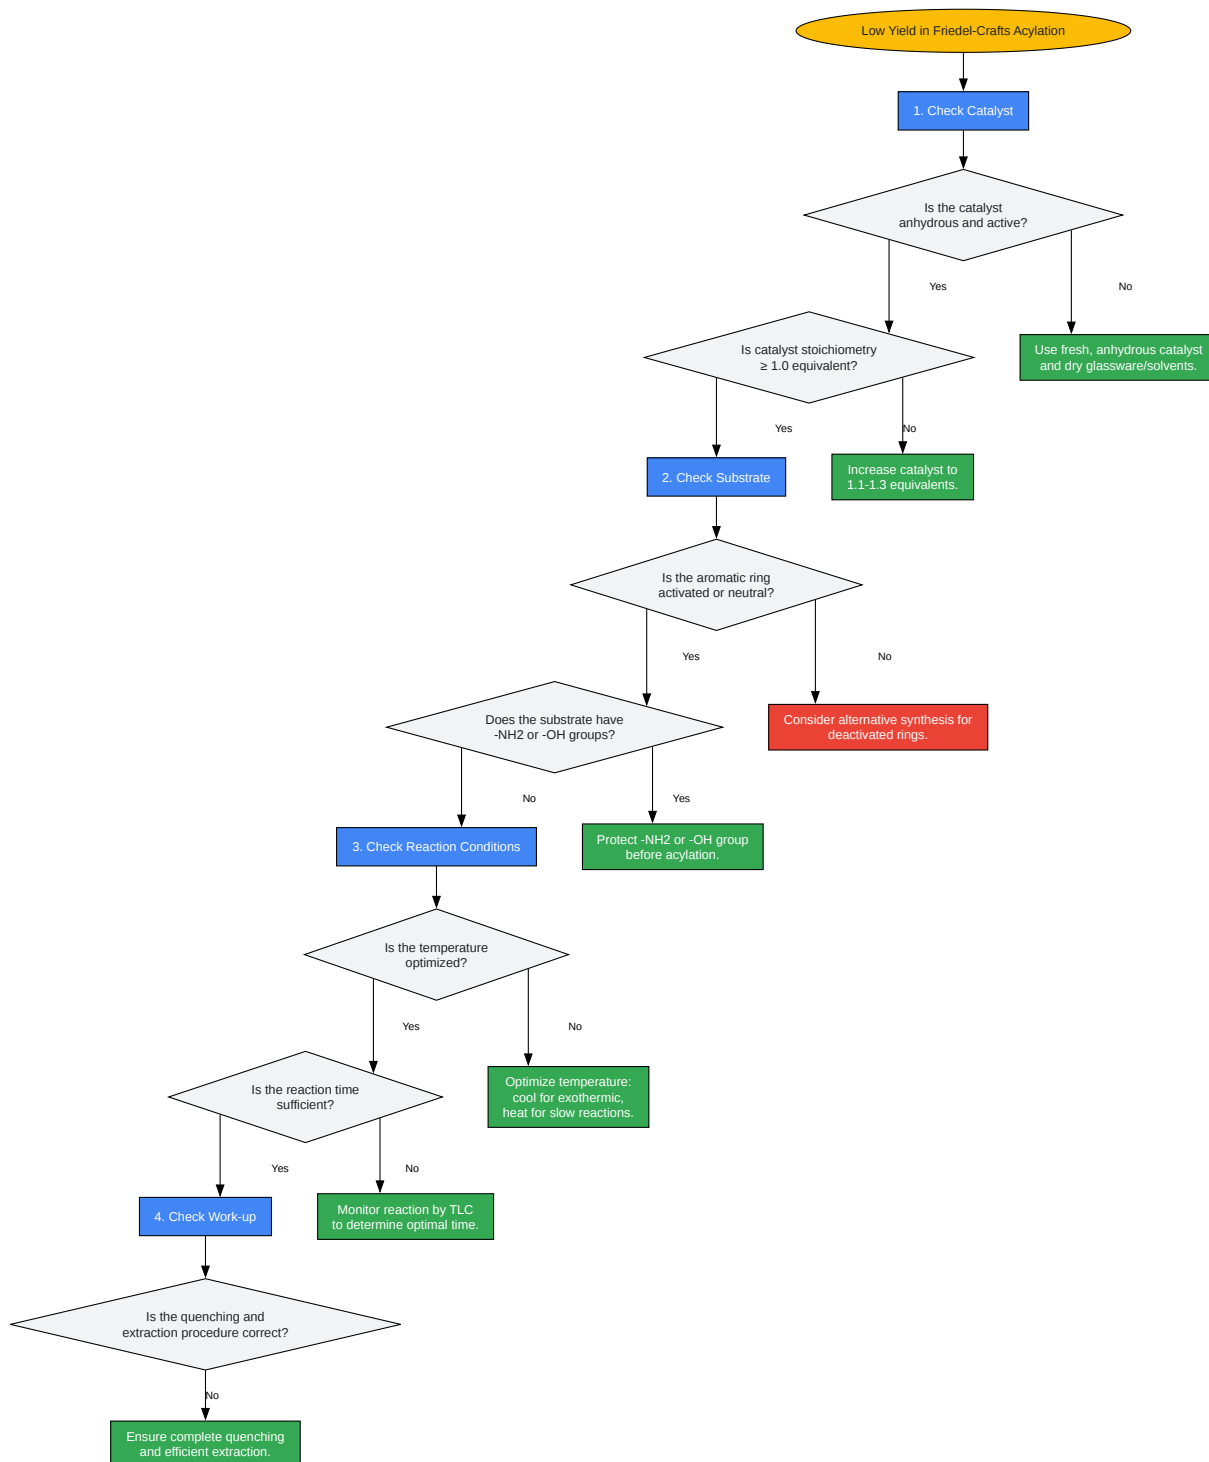 Low Yield in Friedel-Crafts Acylation
1. Check Catalyst
Is the catalyst
anhydrous and active?
Yes
No
Is catalyst stoichiometry
≥ 1.0 equivalent?
Use fresh, anhydrous catalyst
and dry glassware/solvents.
Yes
No
2. Check Substrate
Increase catalyst to
1.1-1.3 equivalents.
Is the aromatic ring
activated or neutral?
Yes
No
Does the substrate have
-NH2 or -OH groups?
Consider alternative synthesis for
deactivated rings.
No
Yes
3. Check Reaction Conditions
Protect -NH2 or -OH group
before acylation.
Is the temperature
optimized?
Yes
No
Is the reaction time
sufficient?
Optimize temperature:
cool for exothermic,
heat for slow reactions.
Yes
No
4. Check Work-up
Monitor reaction by TLC
to determine optimal time.
Is the quenching and
extraction procedure correct?
No
Ensure complete quenching
and efficient extraction.